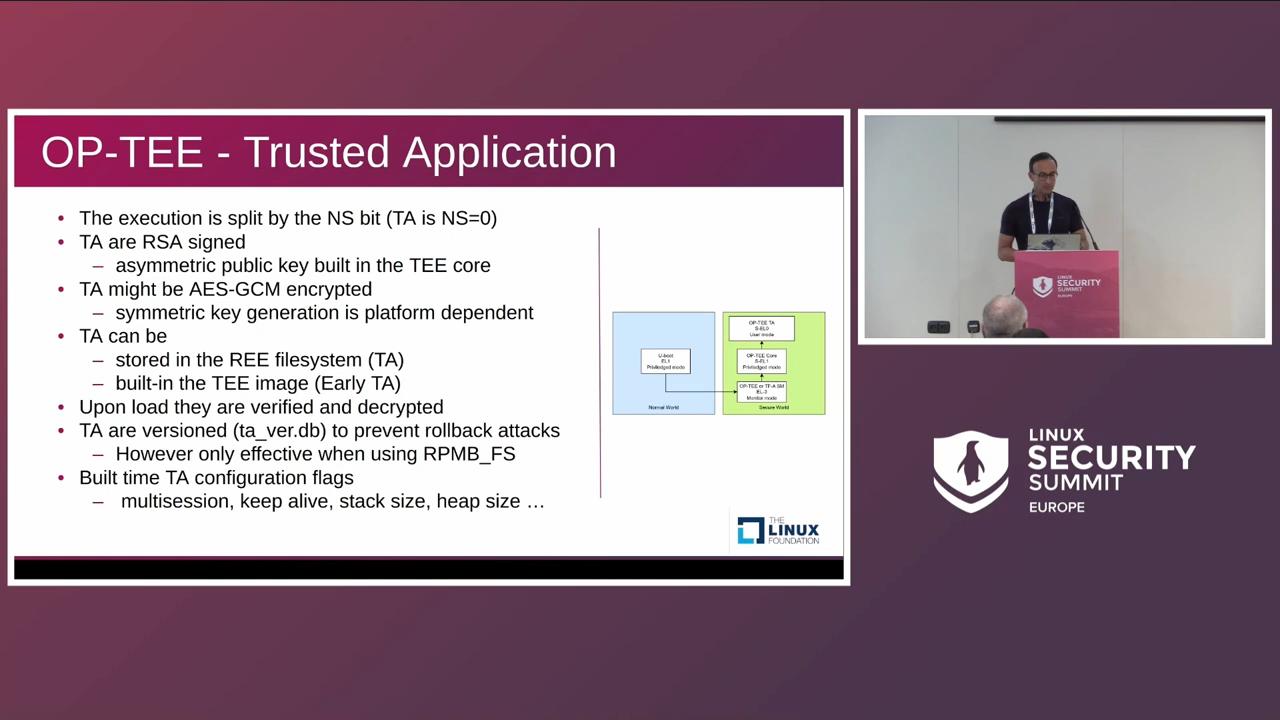 OP-TEE - Trusted Application
• The execution is split by the NS bit (TA is NS=0)
• TA are RSA signed
– asymmetric public key built in the TEE core
• TA might be AES-GCM encrypted
– symmetric key generation is platform dependent
• TA can be
– stored in the REE filesystem (TA)
– built-in the TEE image (Early TA)
• Upon load they are verified and decrypted
• TA are versioned (ta_ver.db) to prevent rollback attacks
– However only effective when using RPMB_FS
• Built time TA configuration flags
– multisession, keep alive, stack size, heap size …
U-boot
EL1
Priviledged mode
Normal World
OP-TEE TA
S-EL0
User mode
OP-TEE Core
S-EL1
Priviledged mode
OP-TEE or TF-A SM
EL-3
Monitor mode
Secure World
THE
LINUX
FOUNDATION
LINUX
SECURITY
SUMMIT
EUROPE
LINUX
SECURITY
SUMMIT
EUROPE